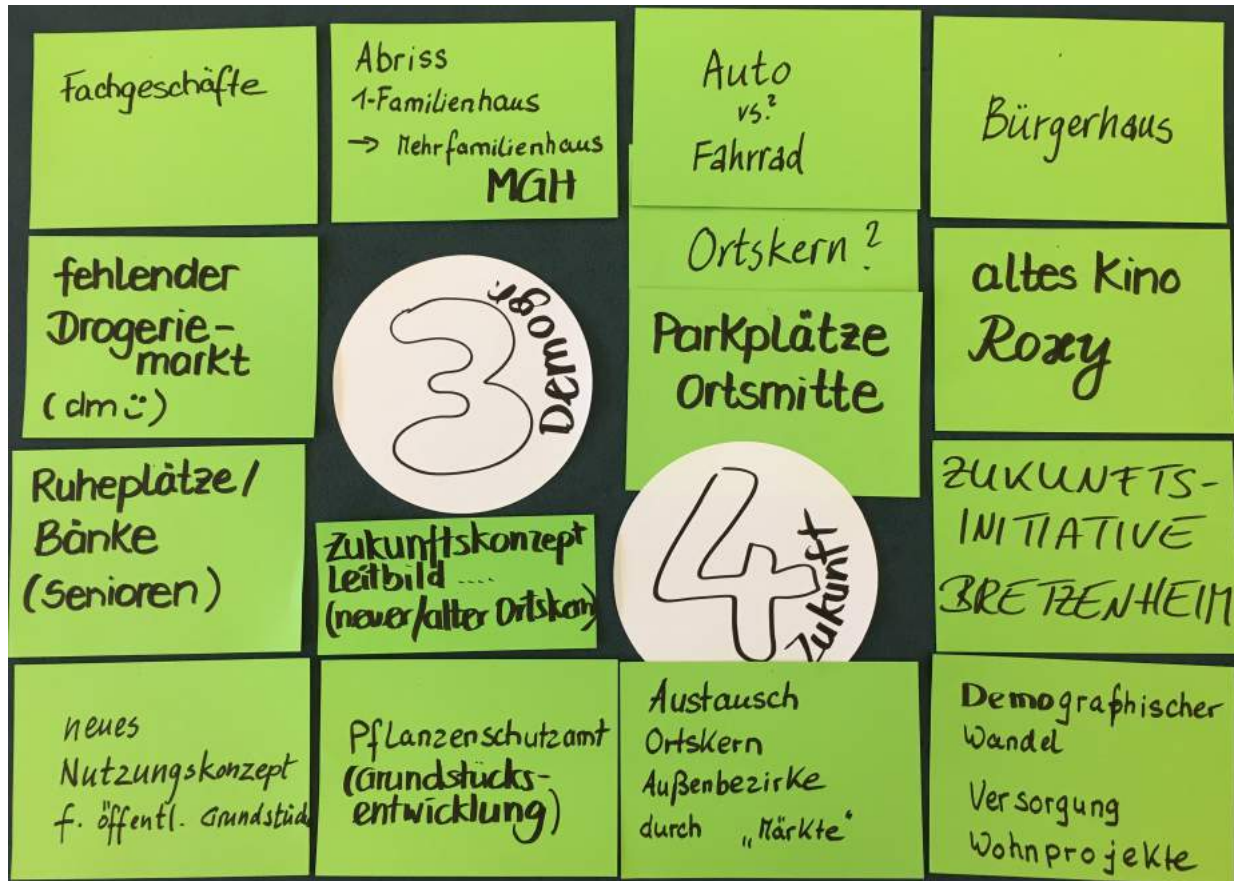 Fachgeschäfte
Abriss
1-Familienhaus
→ Mehrfamilienhaus
MGH
Auto
vs.?
Fahrrad
Bürgerhaus
fehlender
Drogerie-
markt
(dm ü)
3
Demogr.
Ortskern?
Parkplätze
Ortsmitte
altes Kino
Roxy
Ruheplätze/
Bänke
(Senioren)
Zukunftskonzept
Leitbild ....
(neuer/alter Ortskern)
4
Zukunft
ZUKUNFTS-
INITIATIVE
BRETZENHEIM
neues
Nutzungskonzept
f. öffentl. Grundstück
Pflanzenschutzamt
(Grundstücks-
entwicklung)
Austausch
Ortskern
Außenbezirke
durch „Märkte“
Demographischer
Wandel
Versorgung
Wohnprojekte